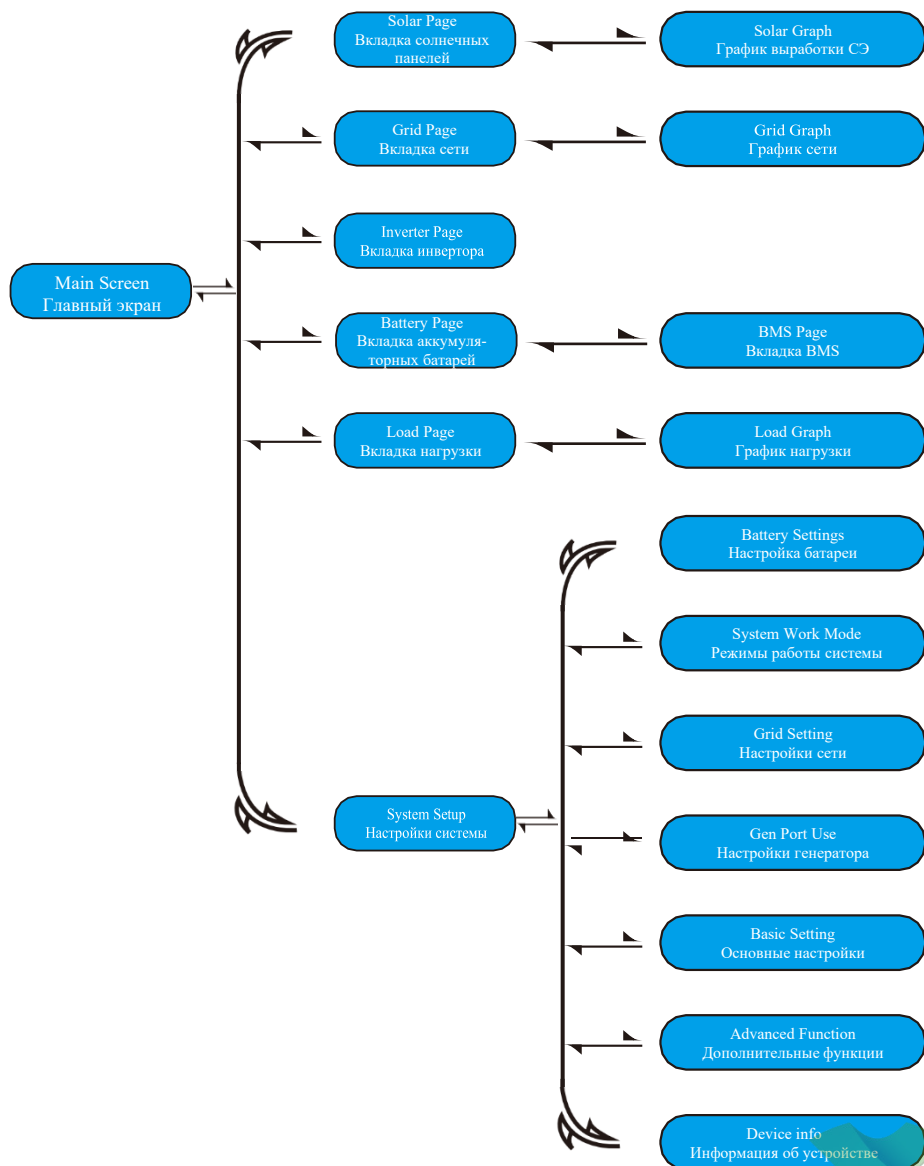 Solar Page
Вкладка солнечных
панелей
Solar Graph
График выработки СЭ
Grid Page
Вкладка сети
Grid Graph
График сети
Inverter Page
Вкладка инвертора
Main Screen
Главный экран
Battery Page
Вкладка аккумуля-
торных батарей
BMS Page
Вкладка BMS
Load Page
Вкладка нагрузки
Load Graph
График нагрузки
Battery Settings
Настройка батареи
System Work Mode
Режимы работы системы
Grid Setting
Настройки сети
System Setup
Настройки системы
Gen Port Use
Настройки генератора
Basic Setting
Основные настройки
Advanced Function
Дополнительные функции
Device info
Информация об устройстве